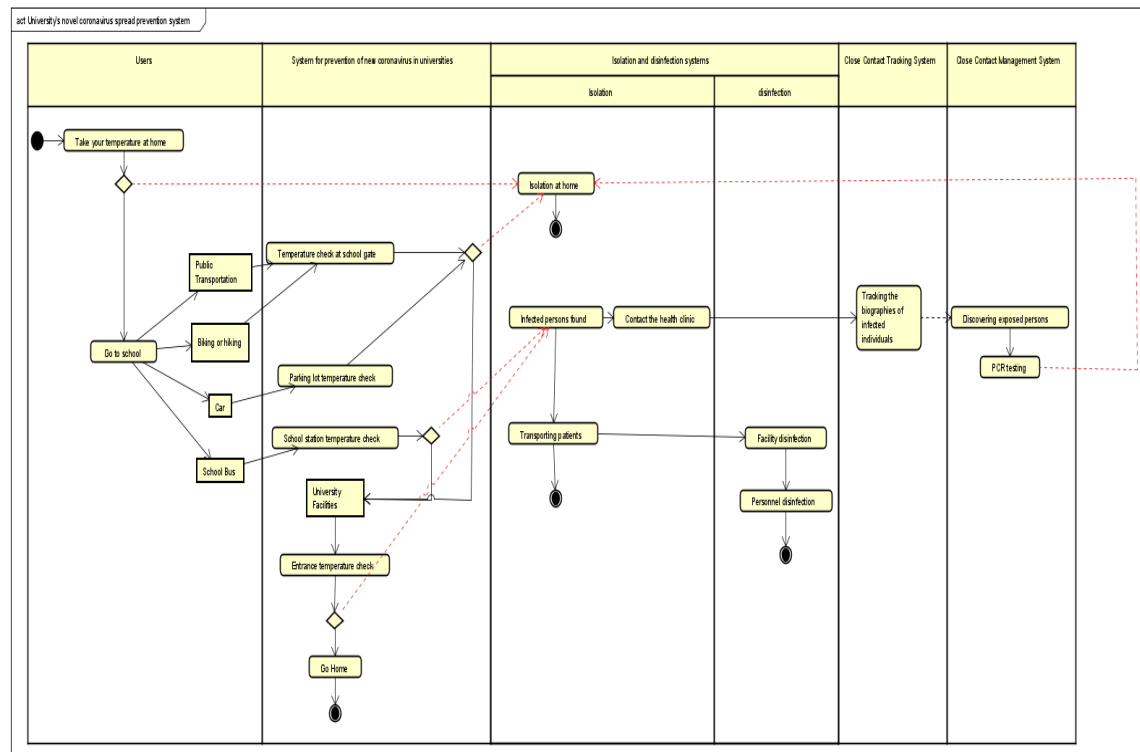 act University's novel coronavirus spread prevention system
Users
System for prevention of new coronavirus in universities
Isolation and disinfection systems
Close Contact Tracking System
Close Contact Management System
Isolation
disinfection
Take your temperature at home
Isolation at home
Public
Transportation
Temperature check at school gate
Biking or hiking
Go to school
Car
School Bus
Parking lot temperature check
School station temperature check
University
Facilities
Entrance temperature check
Go Home
Infected persons found
Contact the health clinic
Transporting patients
Facility disinfection
Personnel disinfection
Tracking the
biographies of
infected
individuals
Discovering exposed persons
PCR testing